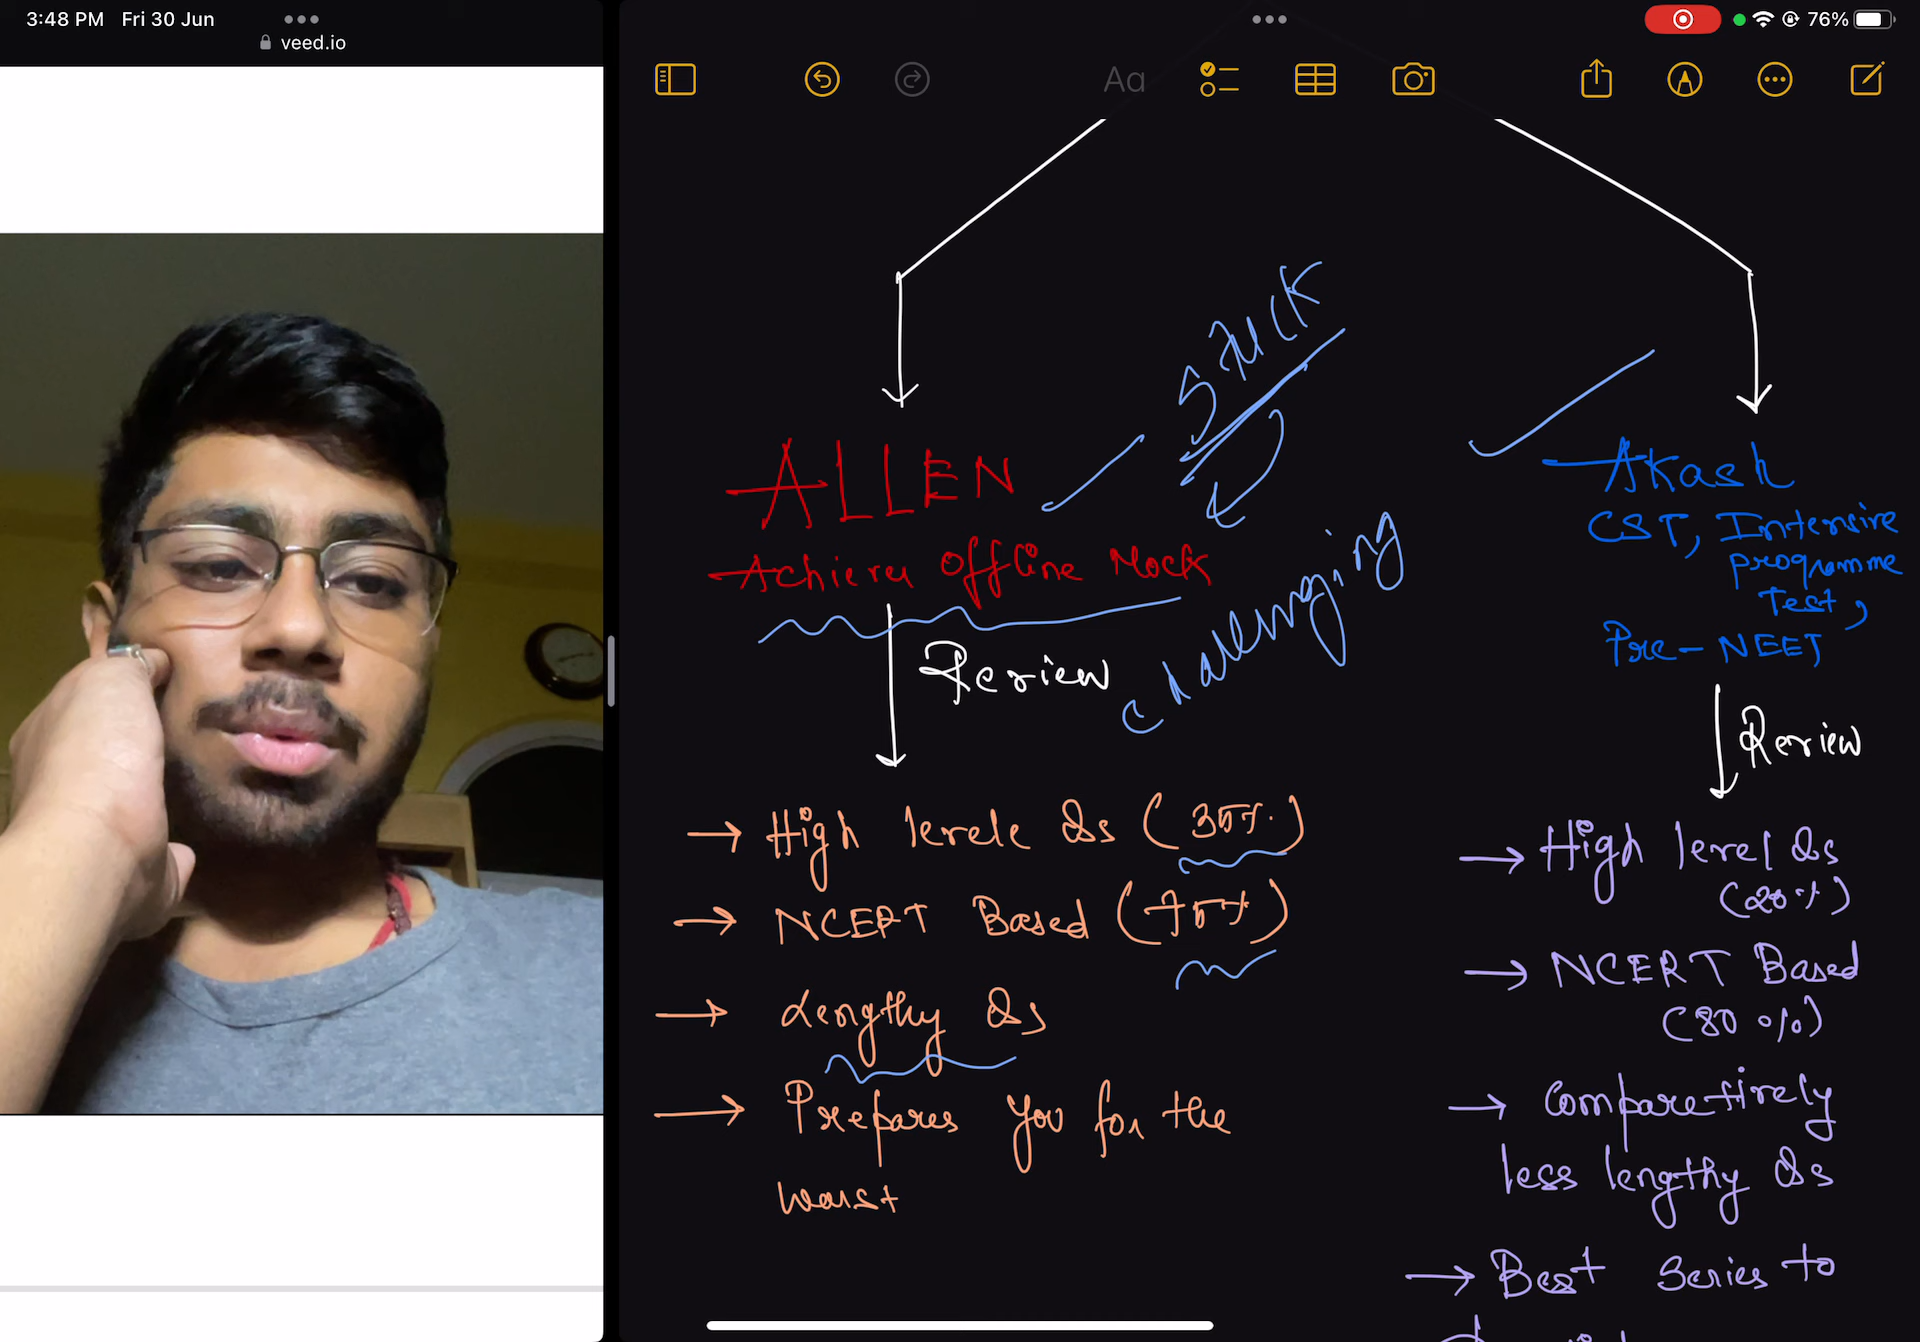 3:48 PM Fri 30 Jun
veed.io
76%
Aa
ALLEN
Achiever Offline Mock
Review
stuck
challenging
High levele Qs (35%)
NCERT Based
Lengthy Qs
Prepares you for the
worst
Akash
CST, Intensive
programme
Test,
Pre-NEET
Review
High level Qs
(20%)
NCERT Based
(80%)
Comparetively
less lengthy Qs
Best Series to